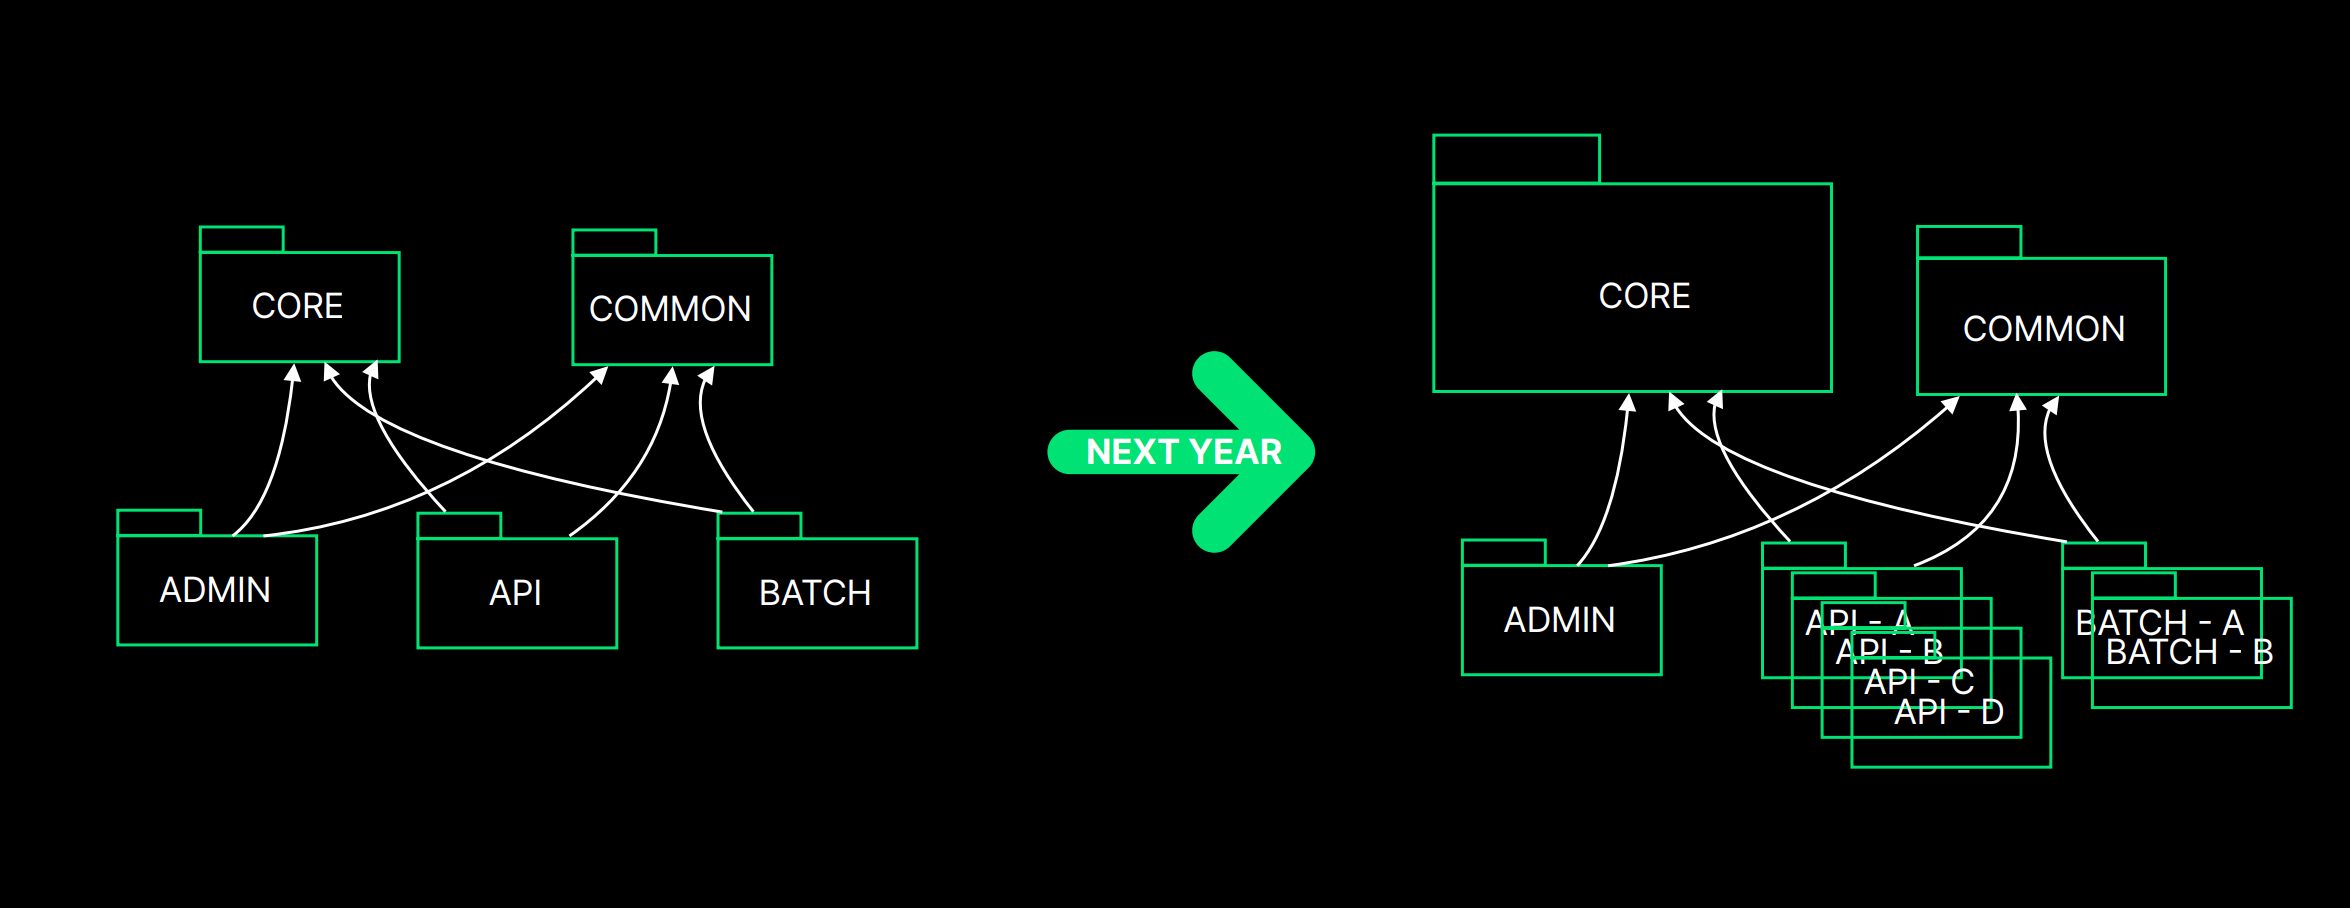 CORE
COMMON
ADMIN
API
BATCH
NEXT YEAR
CORE
COMMON
ADMIN
API - A
API - B
API - C
API - D
BATCH - A
BATCH - B